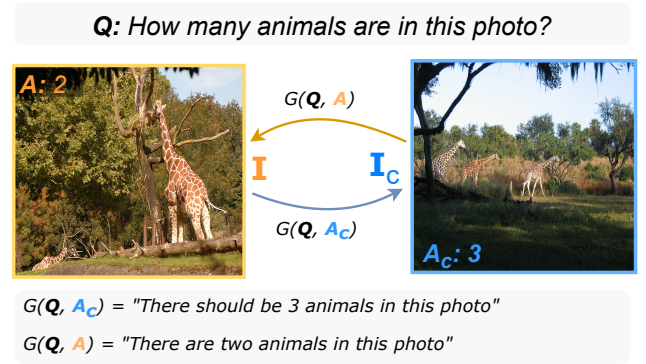 Q: How many animals are in this photo?
A: 2
G(Q, A)
I
I_C
G(Q, A_C)
A_C: 3
G(Q, A_C) = "There should be 3 animals in this photo"
G(Q, A) = "There are two animals in this photo"